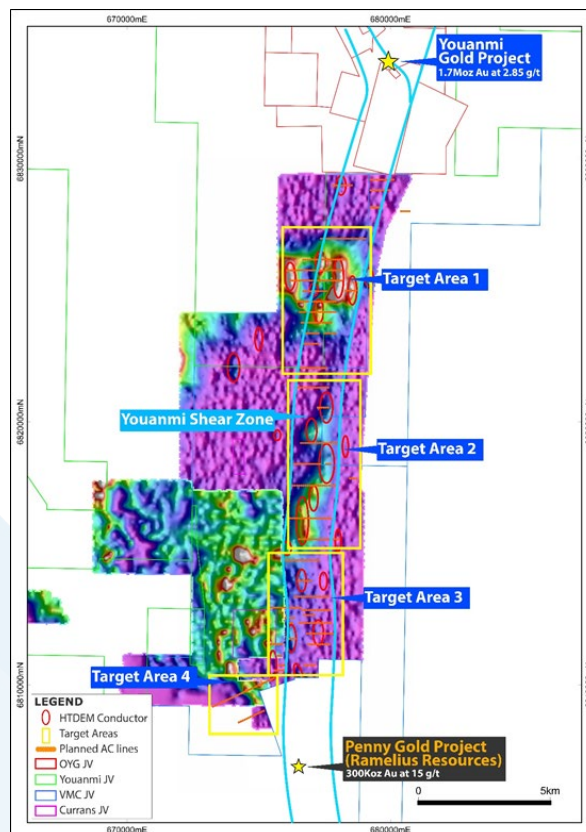 670000mE
680000mE
Youanmi
Gold Project
1.7Moz Au at 2.85 g/t
6830000mN
Target Area 1
Youanmi Shear Zone
6820000mN
Target Area 2
Target Area 3
Target Area 4
6810000mN
LEGEND
HTDEM Conductor
Target Areas
Planned AC lines
OYG JV
Youanmi JV
VMC JV
Currans JV
Penny Gold Project
(Ramelius Resources)
300Koz Au at 15 g/t
0
5km
670000mE
680000mE